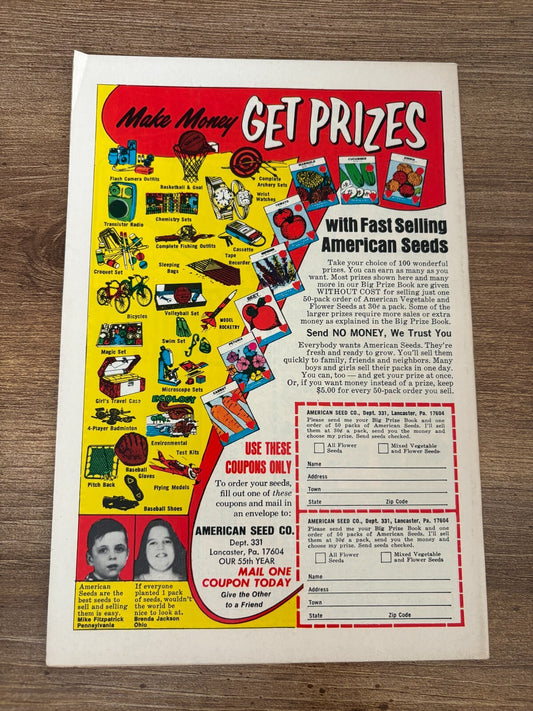 Make Money GET PRIZES
Flash Camera Outfits
Basketball & Goal
Complete
Archery Sets
Transistor Radio
Chemistry Sets
Wrist
Watches
Complete Fishing Outfits
Cassette
Tape
Recorder
Croquet Set
Sleeping
Bags
Bicycles
Volleyball Set
MODEL
ROCKETRY
Magic Set
Swim Set
Girl's Travel Case
Microscope Sets
ECOLOGY
4-Player Badminton
Environmental
Test Kits
Pitch Back
Baseball
Gloves
Flying Models
Baseball Shoes
CUCUMBER
TOMATO
with Fast Selling
American Seeds
Take your choice of 100 wonderful
prizes. You can earn as many as you
want. Most prizes shown here and many
more in our Big Prize Book are given
WITHOUT COST for selling just one
50-pack order of American Vegetable and
Flower Seeds at 30¢ a pack. Some of the
larger prizes require more sales or extra
money as explained in the Big Prize Book.
Send NO MONEY, We Trust You
Everybody wants American Seeds. They're
fresh and ready to grow. You'll sell them
quickly to family, friends and neighbors. Many
boys and girls sell their packs in one day.
You can, too — and get your prize at once.
Or, if you want money instead of a prize, keep
$5.00 for every 50-pack order you sell.
USE THESE
COUPONS ONLY
To order your seeds,
fill out one of these
coupons and mail in
an envelope to:
AMERICAN SEED CO.
Dept. 331
Lancaster, Pa. 17604
OUR 55th YEAR
MAIL ONE
COUPON TODAY
Give the Other
to a Friend
American
Seeds are the
best seeds to
sell and selling
them is easy.
Mike Fitzpatrick
Pennsylvania
If everyone
planted 1 pack
of seeds, wouldn't
the world be
nice to look at.
Brenda Jackson
Ohio
AMERICAN SEED CO., Dept. 331, Lancaster, Pa. 17604
Please send me your Big Prize Book and one
order of 50 packs of American Seeds. I'll sell
them at 30¢ a pack, send you the money and
choose my prize. Send seeds checked.
All Flower
Seeds
Mixed Vegetable
and Flower Seeds
Name
Address
Town
State Zip Code
AMERICAN SEED CO., Dept. 331, Lancaster, Pa. 17604
Please send me your Big Prize Book and one
order of 50 packs of American Seeds. I'll sell
them at 30¢ a pack, send you the money and
choose my prize. Send seeds checked.
All Flower
Seeds
Mixed Vegetable
and Flower Seeds
Name
Address
Town
State Zip Code